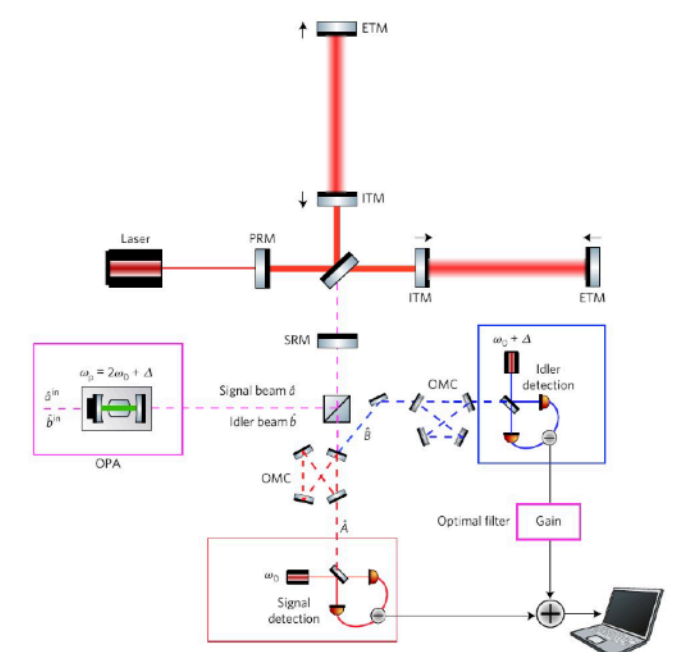 ETM
ITM
Laser
PRM
ITM
ETM
SRM
ω₀ + Δ
ωₚ = 2ω₀ + Δ
Idler
detection
OMC
Signal beam â
âⁱⁿ
b̂ⁱⁿ
Idler beam b̂
B̂
OPA
OMC
Optimal filter
Gain
Â
ω₀
Signal
detection